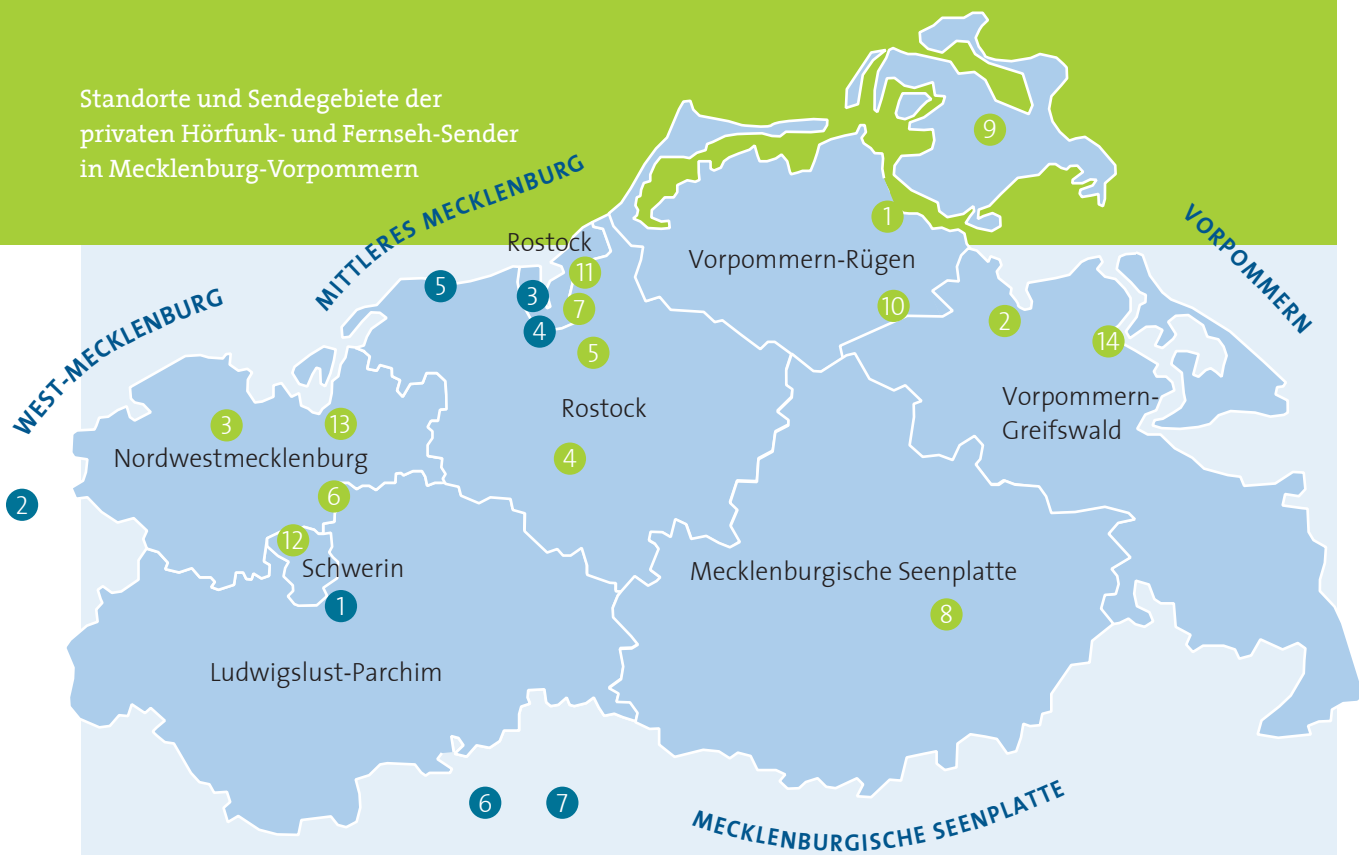 Standorte und Sendegebiete der
privaten Hörfunk- und Fernseh-Sender
in Mecklenburg-Vorpommern
9
MITTLERES MECKLENBURG
VORPOMMERN
1
Rostock
Vorpommern-Rügen
11
5
3
WEST-MECKLENBURG
7
10
2
4
14
5
Vorpommern-
Greifswald
Rostock
3
13
Nordwestmecklenburg
4
6
2
12
Schwerin
Mecklenburgische Seenplatte
1
8
Ludwigslust-Parchim
6
7
MECKLENBURGISCHE SEENPLATTE